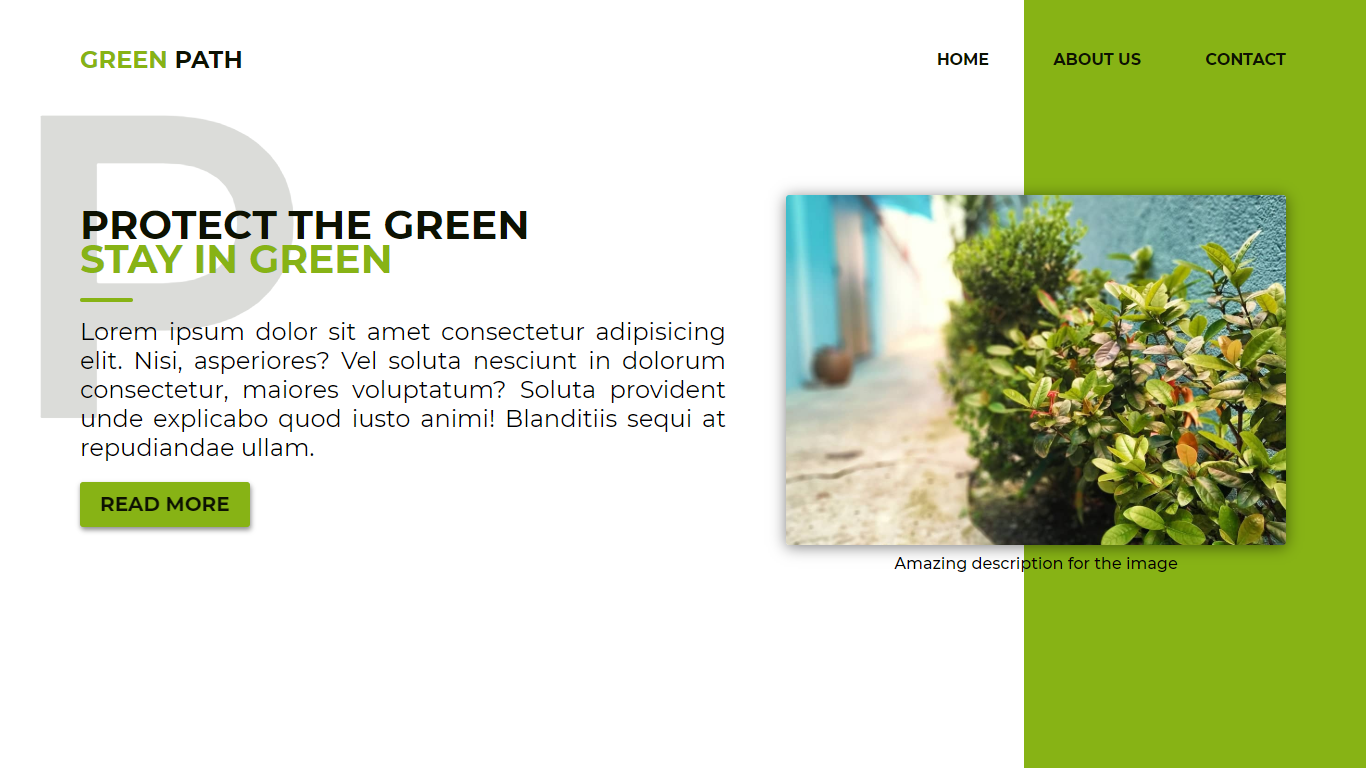 GREEN PATH
HOME ABOUT US CONTACT
P
PROTECT THE GREEN
STAY IN GREEN
Lorem ipsum dolor sit amet consectetur adipisicing
elit. Nisi, asperiores? Vel soluta nesciunt in dolorum
consectetur, maiores voluptatum? Soluta provident
unde explicabo quod iusto animi! Blanditiis sequi at
repudiandae ullam.
READ MORE
Amazing description for the image